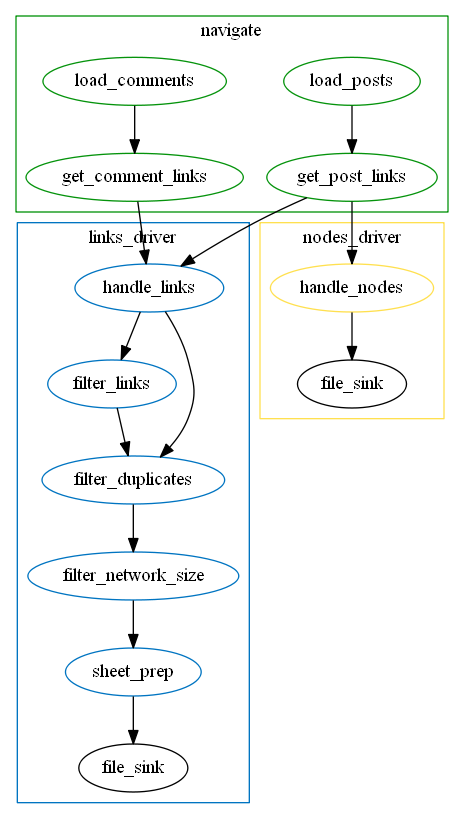 navigate
load_comments
load_posts
get_comment_links
get_post_links
links_driver
nodes_driver
handle_links
handle_nodes
filter_links
file_sink
filter_duplicates
filter_network_size
sheet_prep
file_sink